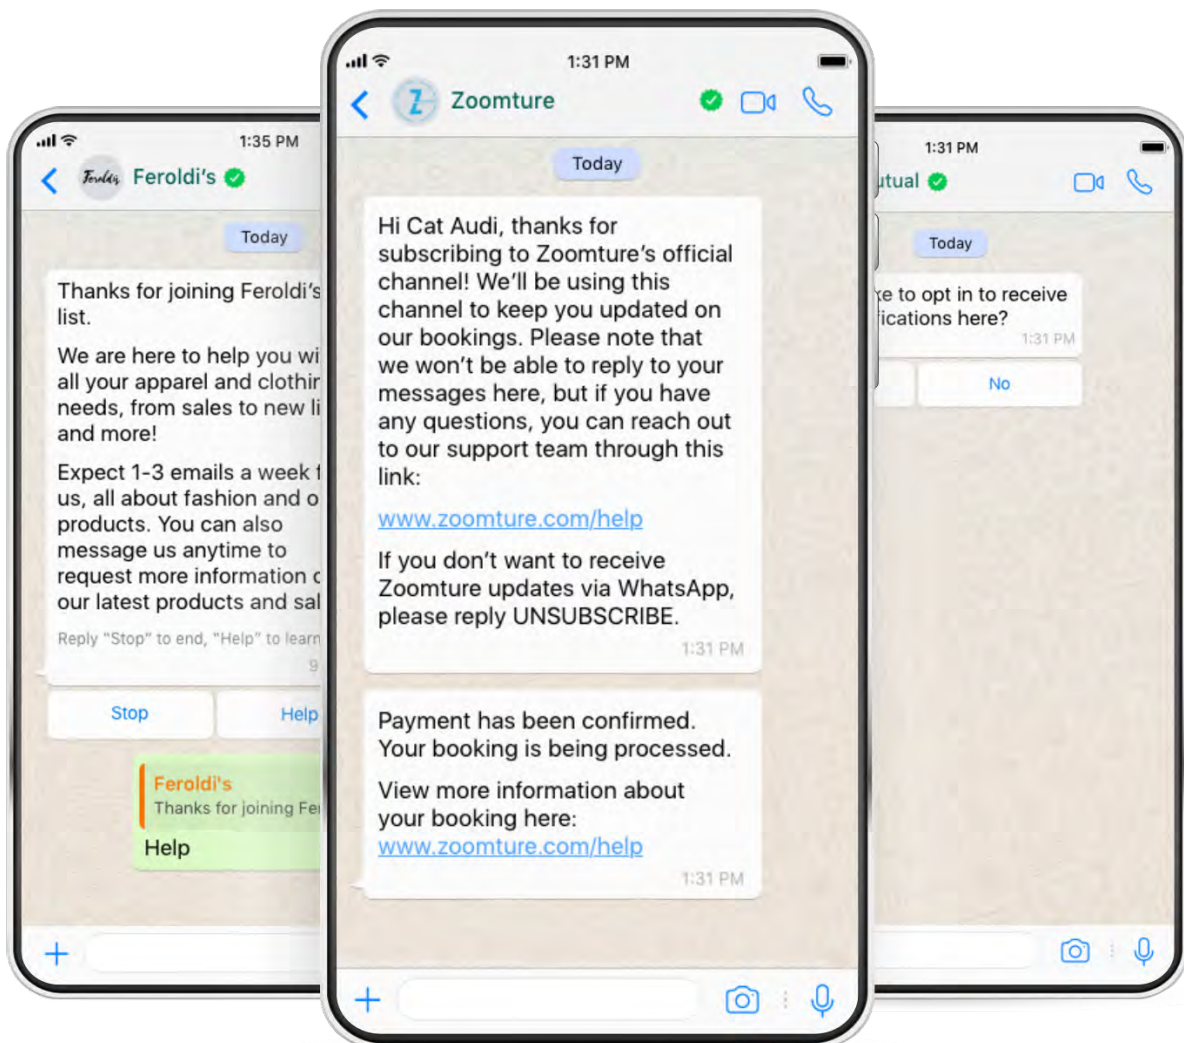 1:35 PM
Feroldi's
Feroldi's
Today
Thanks for joining Feroldi's
list.
We are here to help you
all your apparel and
needs, from sales to new
and more!
Expect 1-3 emails a week
us, all about fashion and
products. You can also
message us anytime to
request more information
our latest products and
Reply "Stop" to end, "Help" to learn
9
Stop
Help
Feroldi's
Thanks for joining
Help
1:31 PM
Z
Zoomture
Today
Hi Cat Audi, thanks for
subscribing to Zoomture's official
channel! We'll be using this
channel to keep you updated on
our bookings. Please note that
we won't be able to reply to your
messages here, but if you have
any questions, you can reach out
to our support team through this
link:
www.zoomture.com/help
If you don't want to receive
Zoomture updates via WhatsApp,
please reply UNSUBSCRIBE.
1:31 PM
Payment has been confirmed.
Your booking is being processed.
View more information about
your booking here:
www.zoomture.com/help
1:31 PM
1:31 PM
Today
to opt in to receive
here?
1:31 PM
No